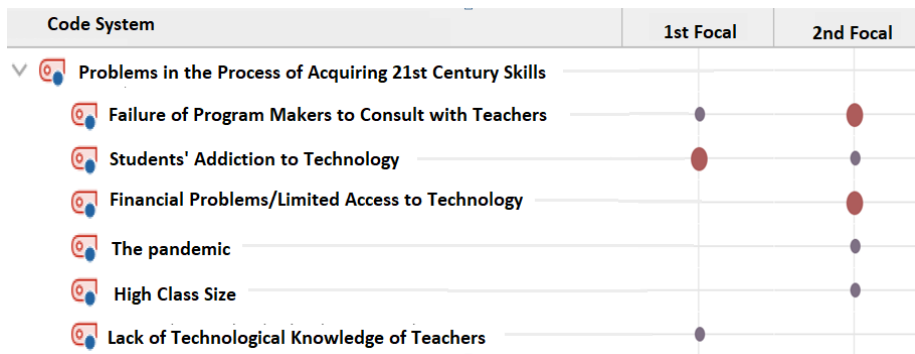 Code System
1st Focal
2nd Focal
Problems in the Process of Acquiring 21st Century Skills
Failure of Program Makers to Consult with Teachers
Students' Addiction to Technology
Financial Problems/Limited Access to Technology
The pandemic
High Class Size
Lack of Technological Knowledge of Teachers